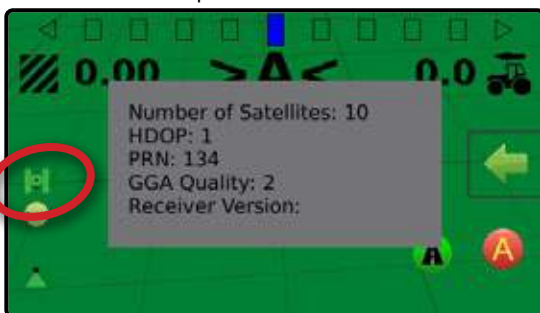 0.00 >A< 0.0
Number of Satellites: 10
HDOP: 1
PRN: 134
GGA Quality: 2
Receiver Version:
A